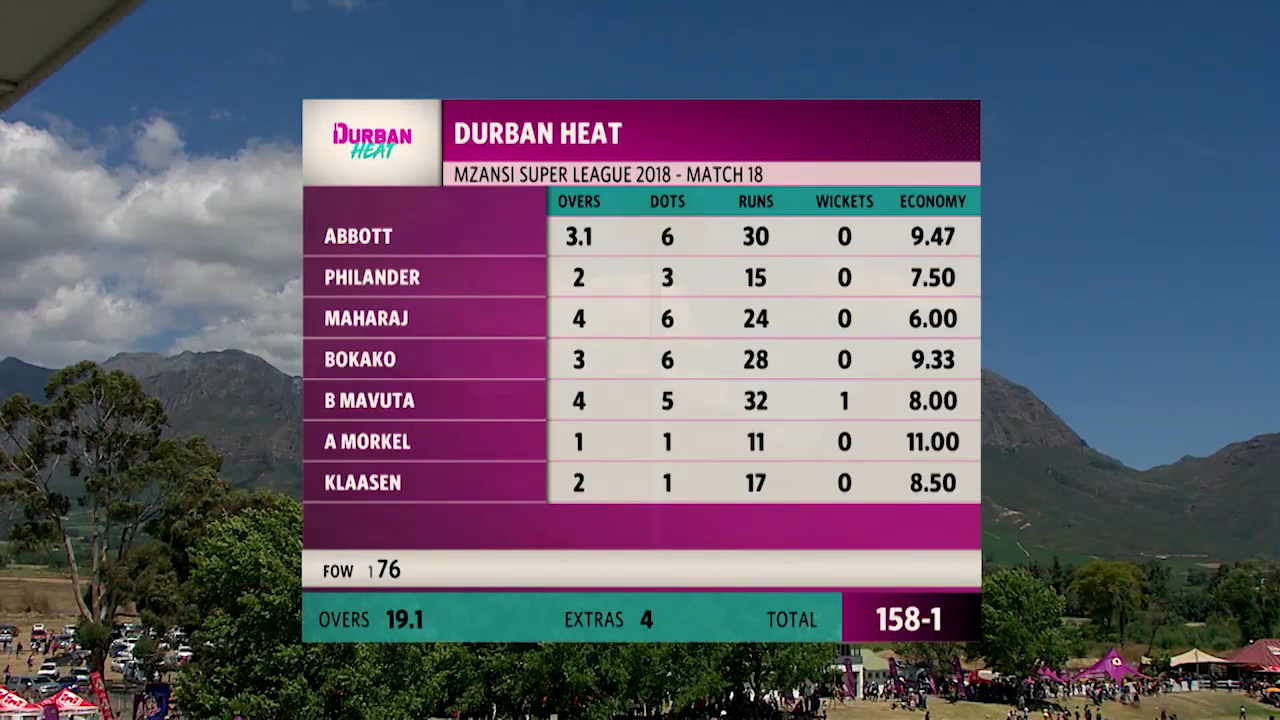 DURBAN
HEAT
DURBAN HEAT
MZANSI SUPER LEAGUE 2018 - MATCH 18
OVERS DOTS RUNS WICKETS ECONOMY
ABBOTT 3.1 6 30 0 9.47
PHILANDER 2 3 15 0 7.50
MAHARAJ 4 6 24 0 6.00
BOKAKO 3 6 28 0 9.33
B MAVUTA 4 5 32 1 8.00
A MORKEL 1 1 11 0 11.00
KLAASEN 2 1 17 0 8.50
FOW 1 76
OVERS 19.1 EXTRAS 4 TOTAL 158-1